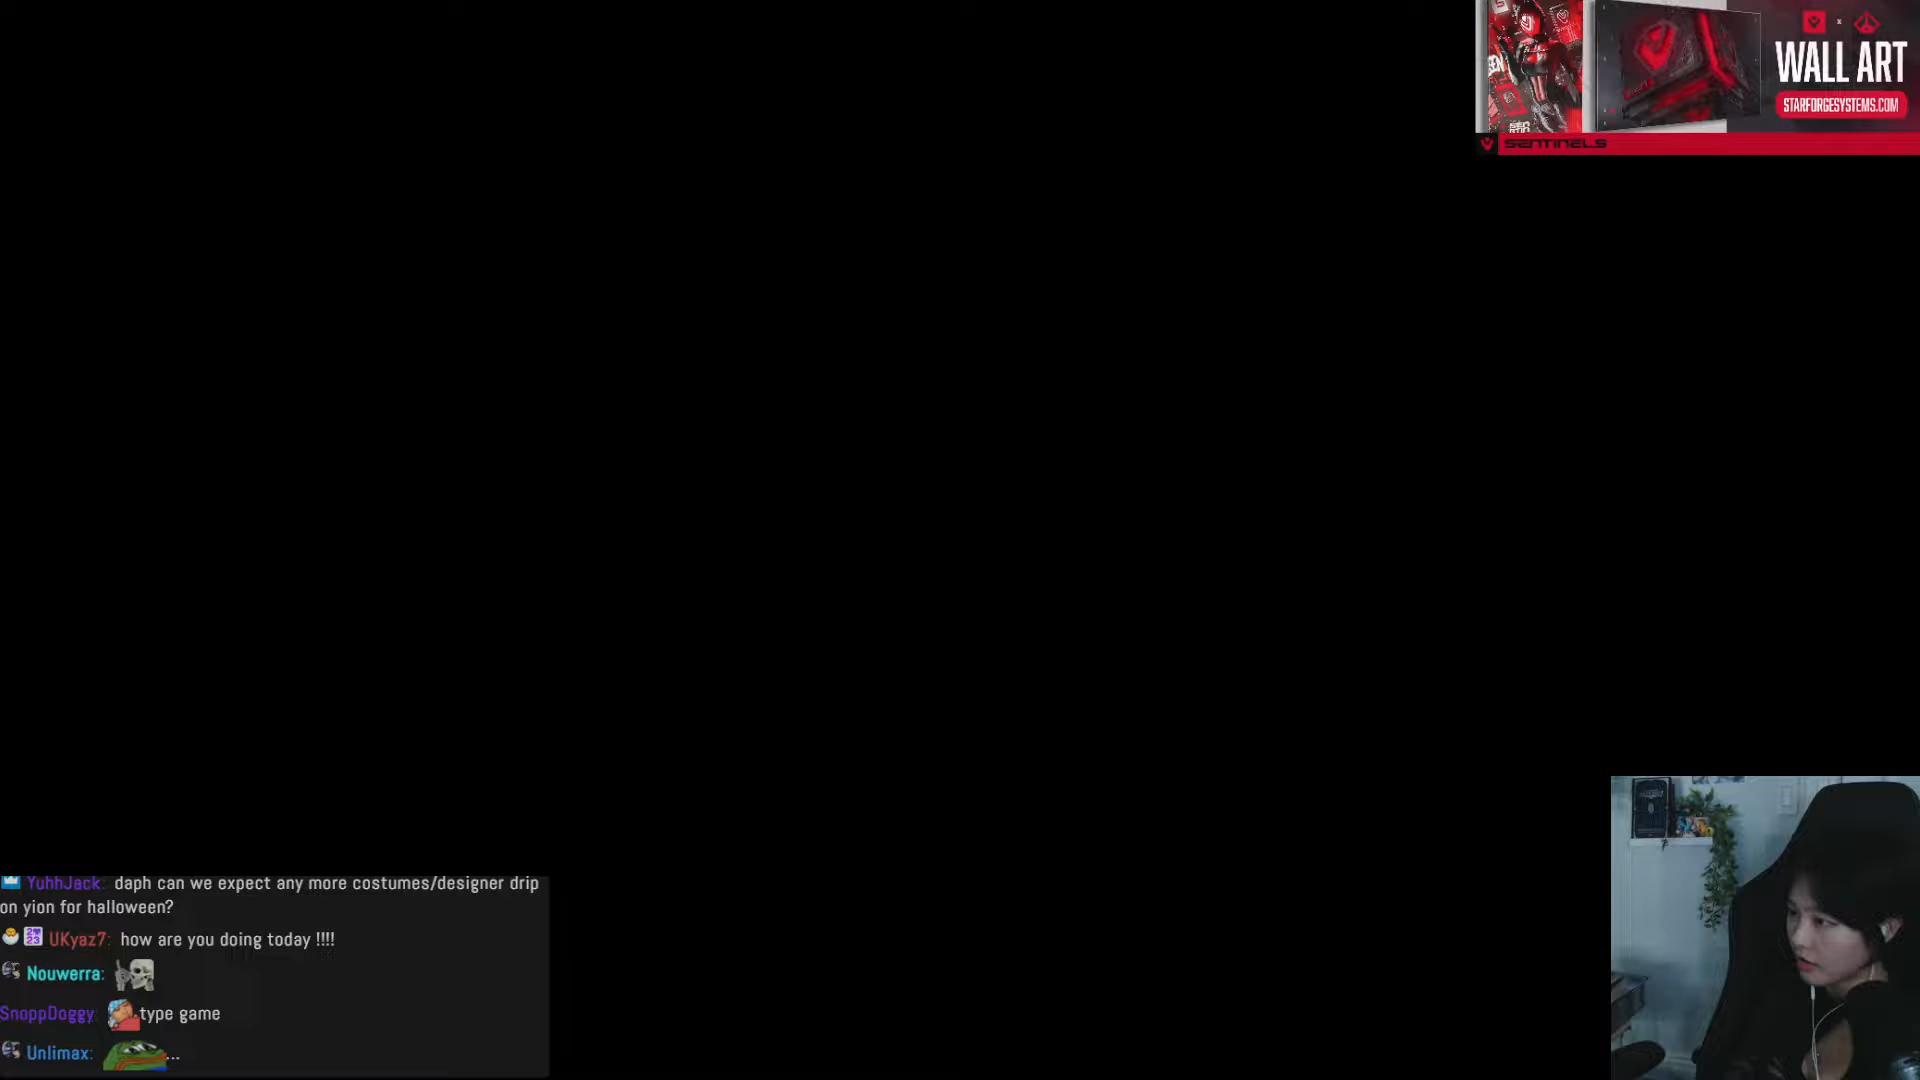 WALL ART
STARFORGESYSTEMS.COM
SENTINELS
YuhhJack: daph can we expect any more costumes/designer drip
on yion for halloween?
UKyaz7: how are you doing today !!!!
Nouwerra:
SnoppDoggy: type game
Unlimax: ...